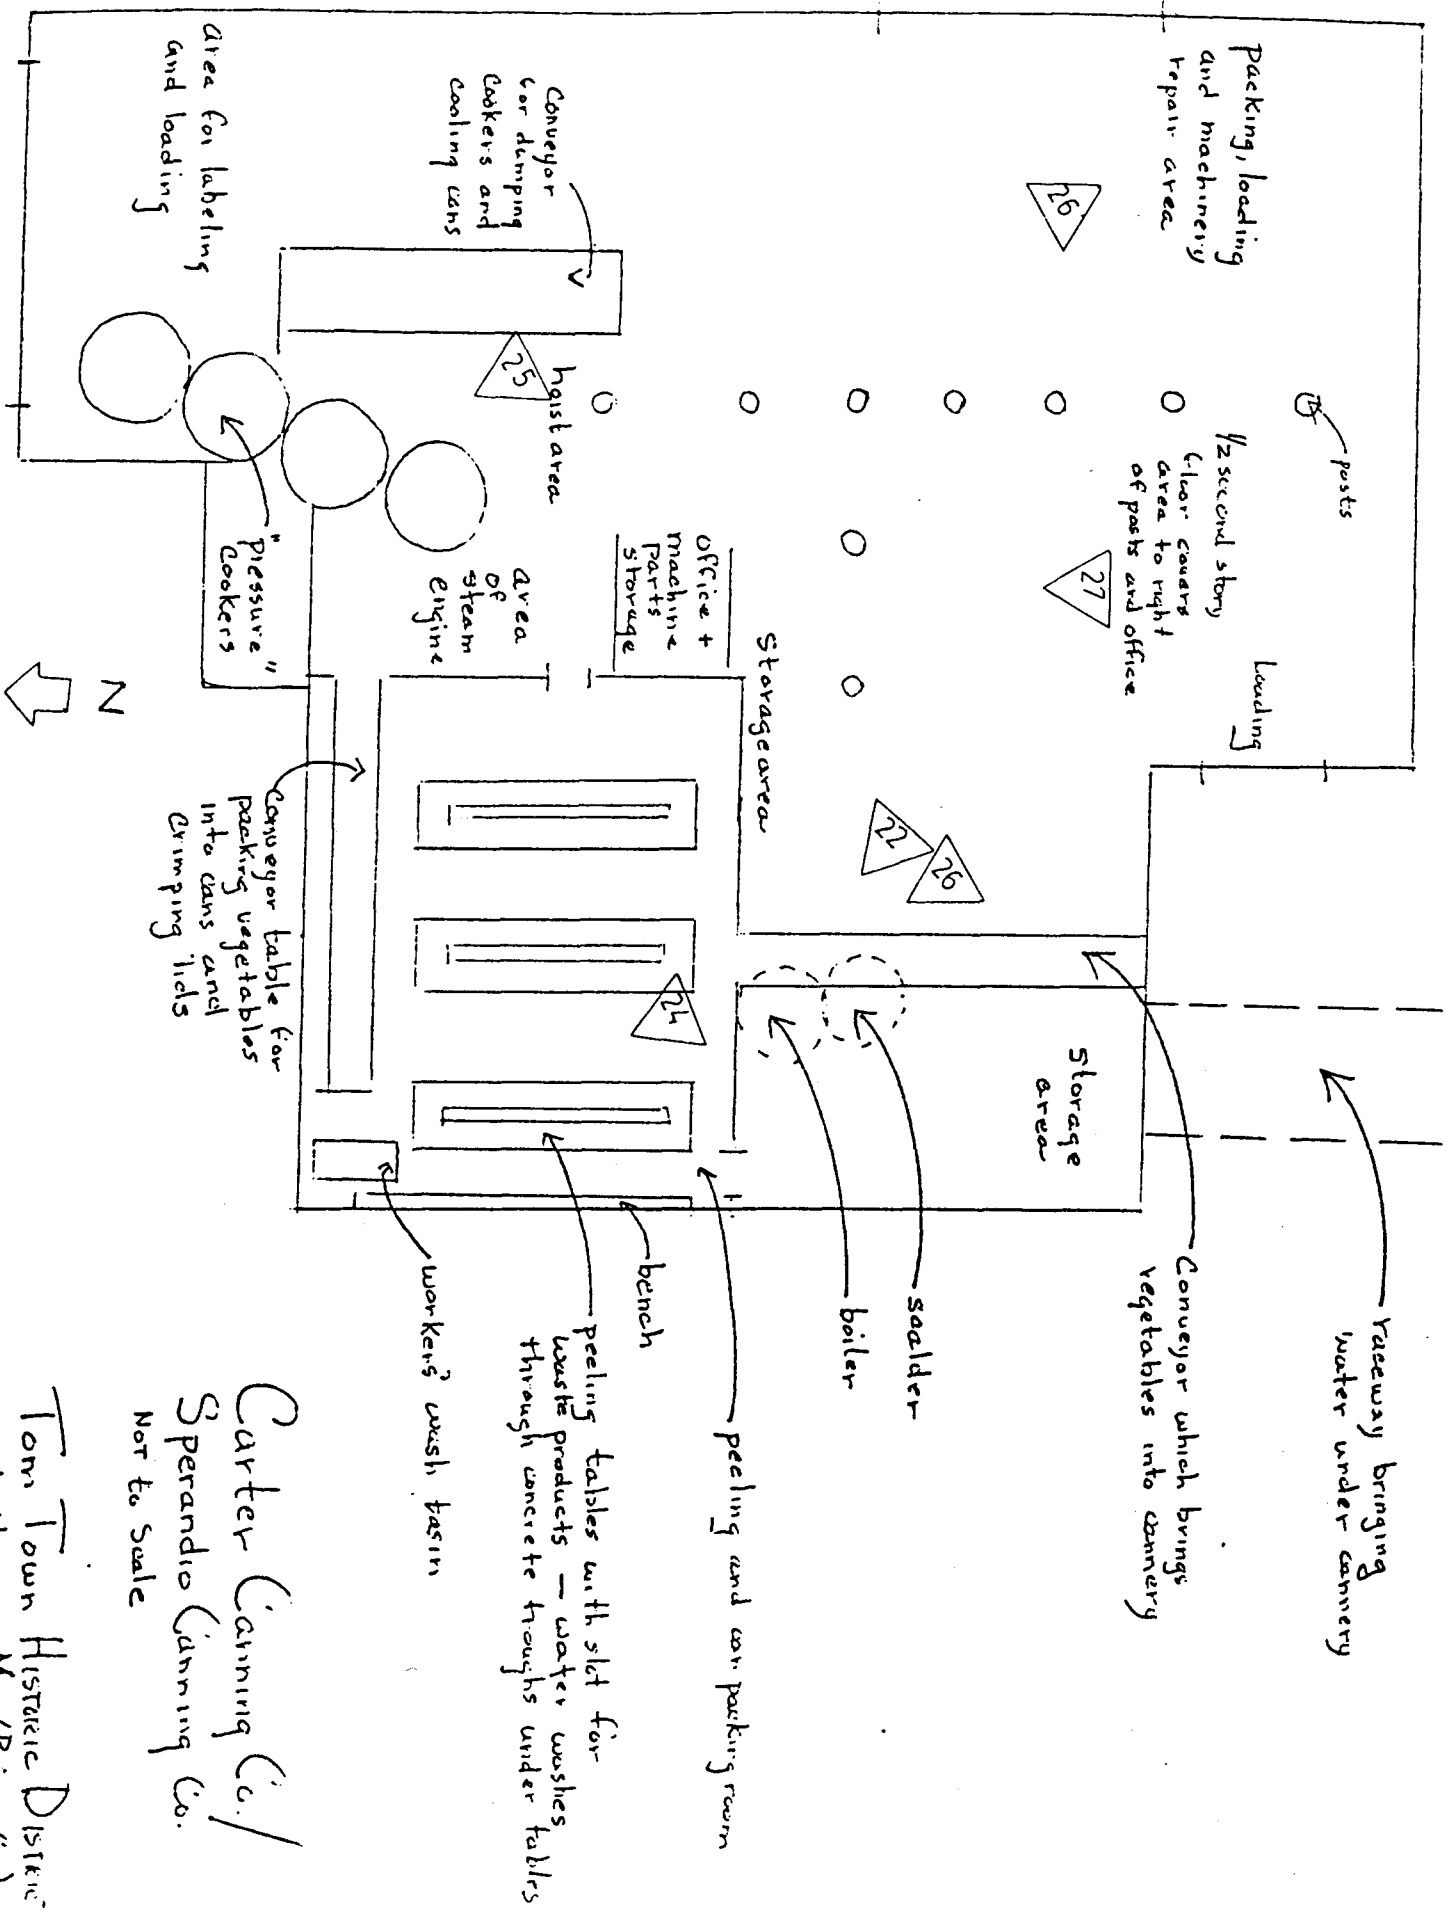 raceway bringing
water under cannery
Conveyor which brings
vegetables into cannery
packing, loading
and machinery
repair area
posts
Loading
1/2 second story
floor covers
area to right
of posts and office
26
27
storage
area
scalder
boiler
22
26
Storage area
peeling and can packing room
24
bench
office +
machine
parts
storage
peeling tables with slot for
waste products — water washes
through concrete troughs under tables
Conveyor
for dumping
cookers and
cooling cans
hoist area
25
area
of
steam
engine
workers' wash basin
area for labeling
and loading
"Pressure"
Cookers
Conveyor table for
packing vegetables
into cans and
crimping lids
N
Carter Canning Co./
Sperandio Canning Co.
Not to Scale
Tom Town Historic District